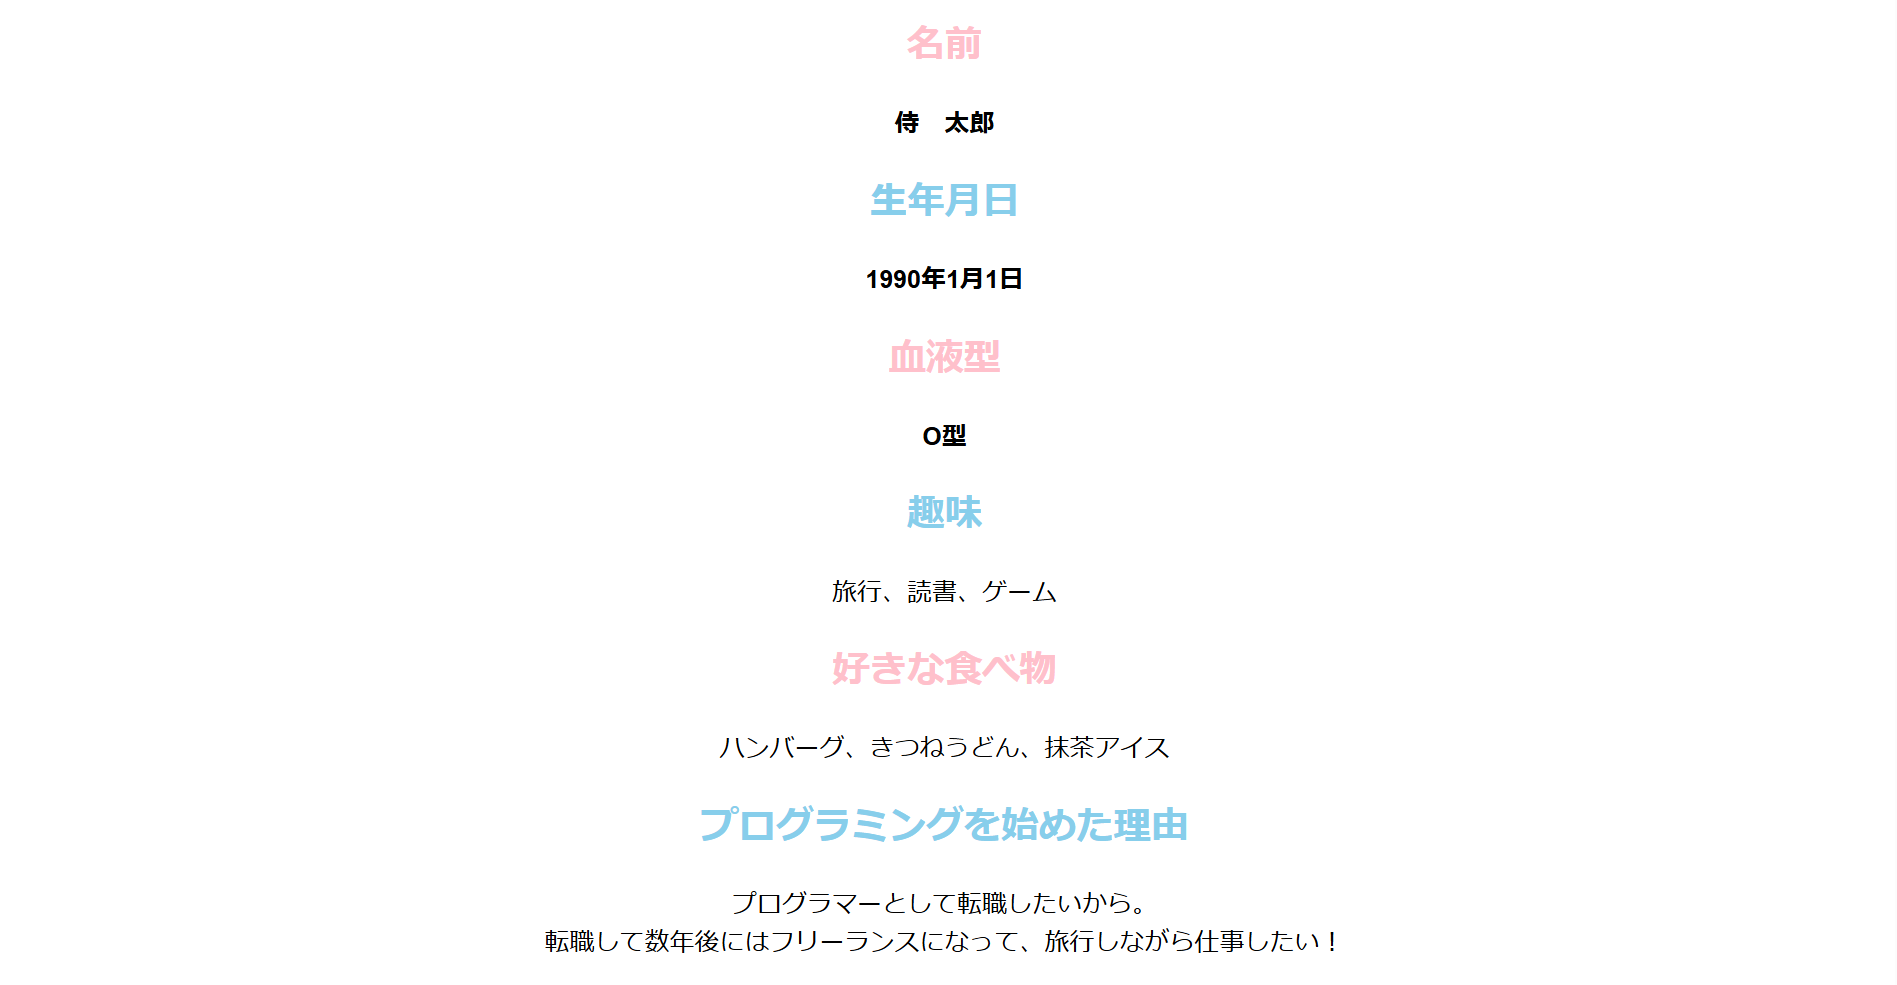 名前
侍　太郎
生年月日
1990年1月1日
血液型
O型
趣味
旅行、読書、ゲーム
好きな食べ物
ハンバーグ、きつねうどん、抹茶アイス
プログラミングを始めた理由
プログラマーとして転職したいから。
転職して数年後にはフリーランスになって、旅行しながら仕事したい！